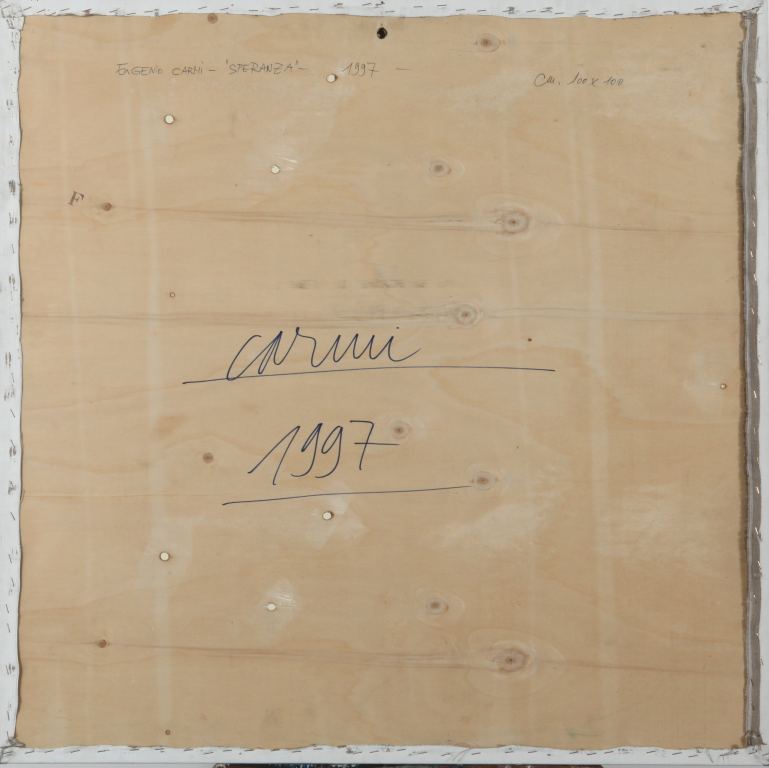 EUGENIO CARMI - 'SPERANZA' - 1997 -
cm. 100 x 100
F
carmi
1997